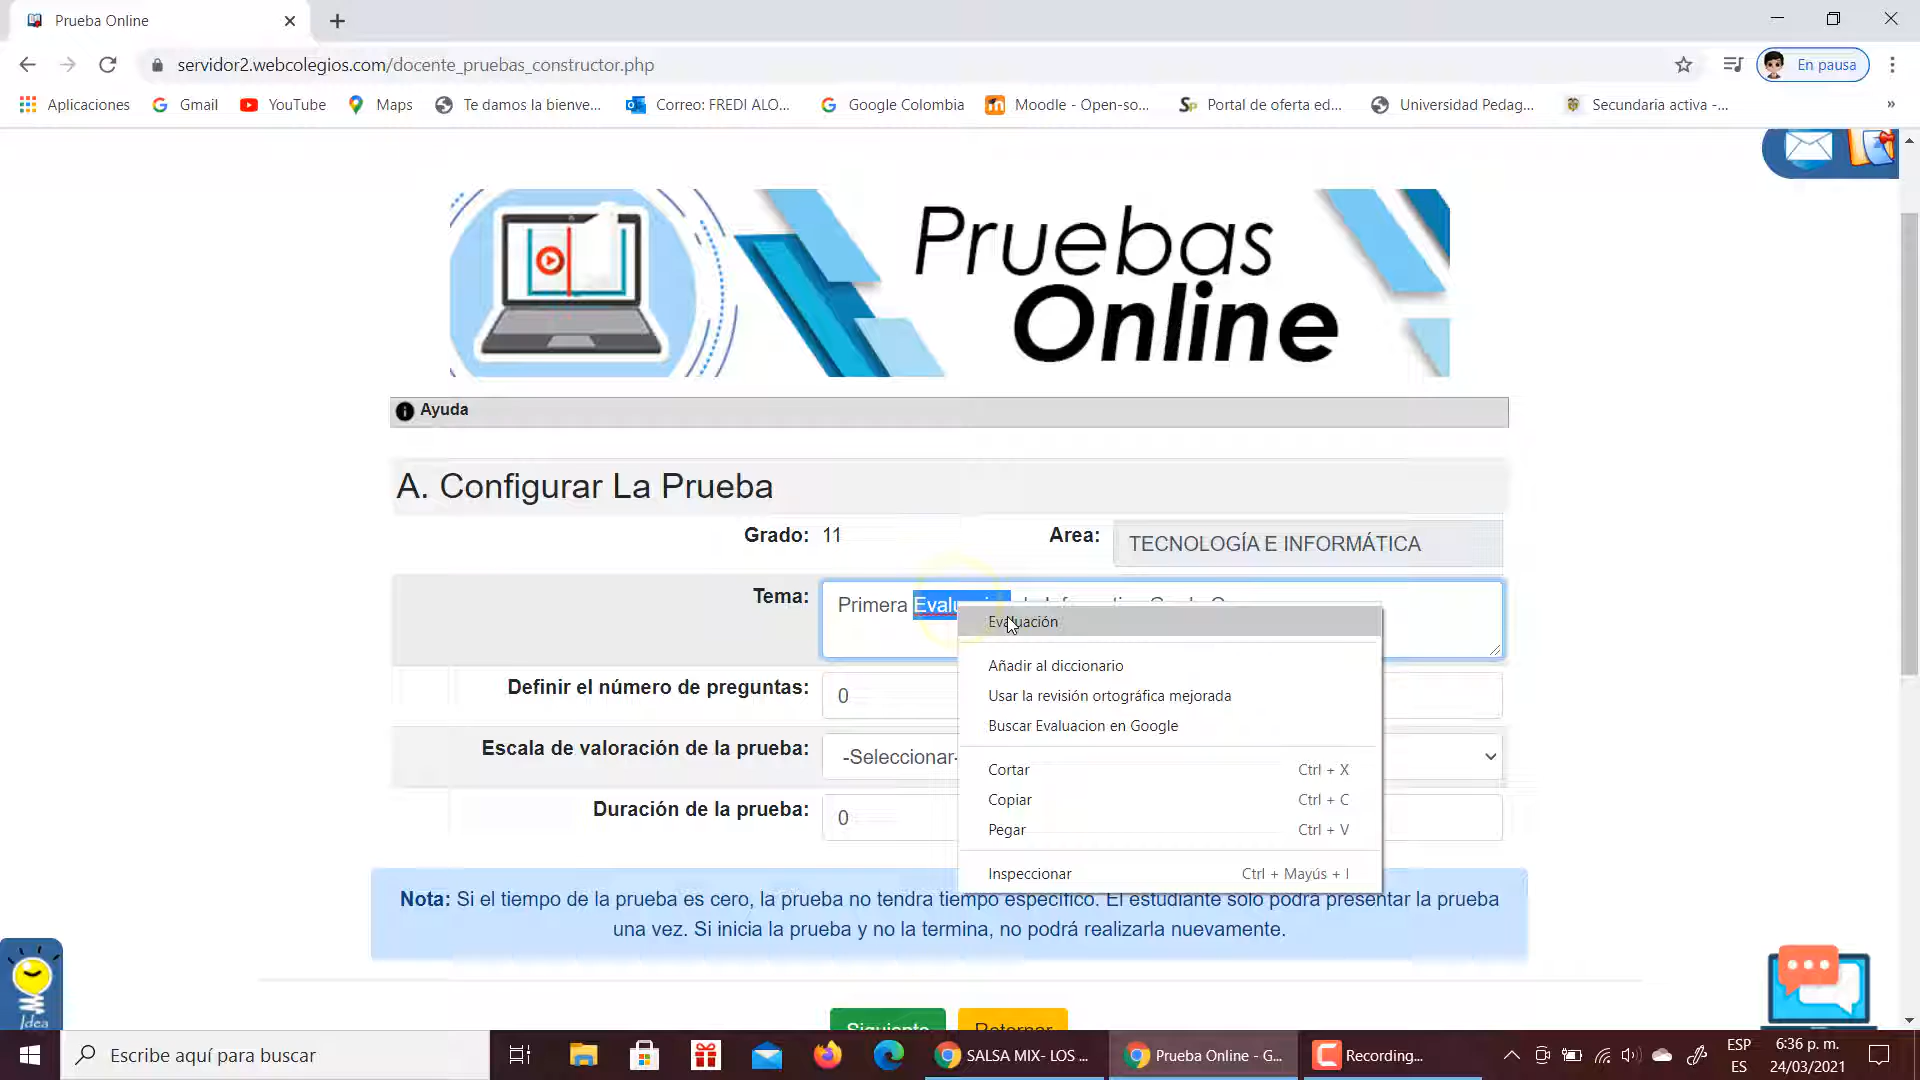 Prueba Online
servidor2.webcolegios.com/docente_pruebas_constructor.php
En pausa
Aplicaciones
Gmail
YouTube
Maps
Te damos la bienve...
Correo: FREDI ALO...
Google Colombia
Moodle - Open-so...
Portal de oferta ed...
Universidad Pedag...
Secundaria activa -...
»
Pruebas
Online
Ayuda
A. Configurar La Prueba
Grado: 11
Area: TECNOLOGÍA E INFORMÁTICA
Tema: Primera
Evaluación
Añadir al diccionario
Usar la revisión ortográfica mejorada
Buscar Evaluacion en Google
Cortar Ctrl + X
Copiar Ctrl + C
Pegar Ctrl + V
Inspeccionar Ctrl + Mayús + I
Definir el número de preguntas: 0
Escala de valoración de la prueba: -Seleccionar-
Duración de la prueba: 0
Nota: Si el tiempo de la prueba es cero, la prueba no tendra tiempo específico. El estudiante solo podrá presentar la prueba
una vez. Si inicia la prueba y no la termina, no podrá realizarla nuevamente.
Idea
Siguiente
Retornar
Escribe aquí para buscar
SALSA MIX- LOS ...
Prueba Online - G...
Recording...
ESP
ES
6:36 p. m.
24/03/2021